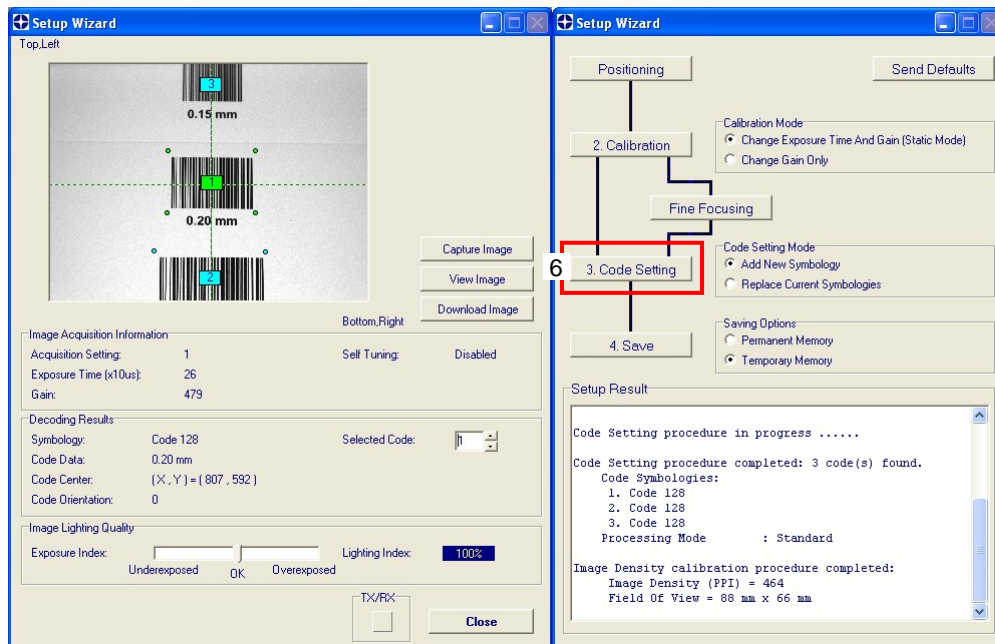 Setup Wizard
Top,Left
3
0.15 mm
1
0.20 mm
2
Capture Image
View Image
Download Image
Bottom,Right
Image Acquisition Information
Acquisition Setting: 1 Self Tuning: Disabled
Exposure Time (x10us): 26
Gain: 479
Decoding Results
Symbology: Code 128 Selected Code: 1
Code Data: 0.20 mm
Code Center: ( X , Y ) = ( 807 , 592 )
Code Orientation: 0
Image Lighting Quality
Exposure Index: Lighting Index: 100%
Underexposed OK Overexposed
TX/RX
Close
Setup Wizard
Positioning
Send Defaults
Calibration Mode
2. Calibration
Change Exposure Time And Gain (Static Mode)
Change Gain Only
Fine Focusing
Code Setting Mode
6
3. Code Setting
Add New Symbology
Replace Current Symbologies
Saving Options
4. Save
Permanent Memory
Temporary Memory
Setup Result
Code Setting procedure in progress ......
Code Setting procedure completed: 3 code(s) found.
Code Symbologies:
1. Code 128
2. Code 128
3. Code 128
Processing Mode : Standard
Image Density calibration procedure completed:
Image Density (PPI) = 464
Field Of View = 88 mm x 66 mm